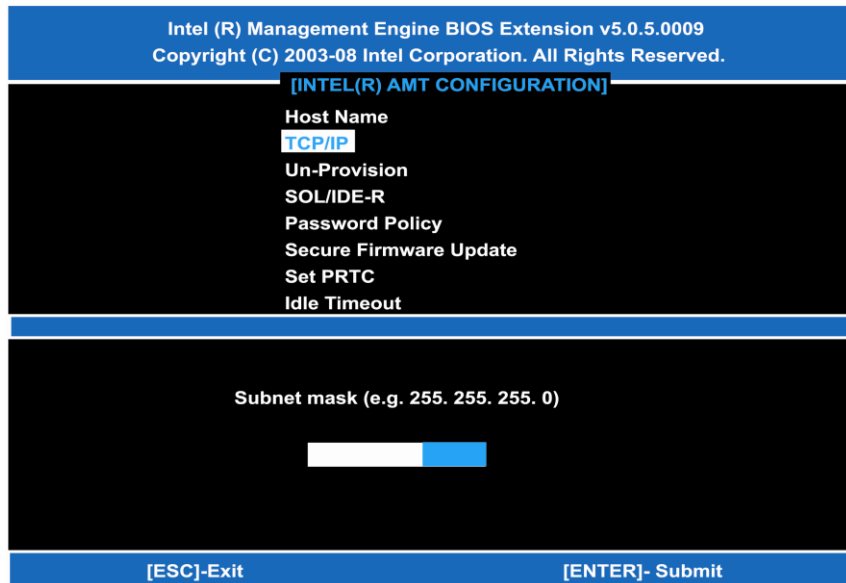 Intel (R) Management Engine BIOS Extension v5.0.5.0009
Copyright (C) 2003-08 Intel Corporation. All Rights Reserved.
[INTEL(R) AMT CONFIGURATION]
Host Name
TCP/IP
Un-Provision
SOL/IDE-R
Password Policy
Secure Firmware Update
Set PRTC
Idle Timeout
Subnet mask (e.g. 255. 255. 255. 0)
[ESC]-Exit
[ENTER]- Submit